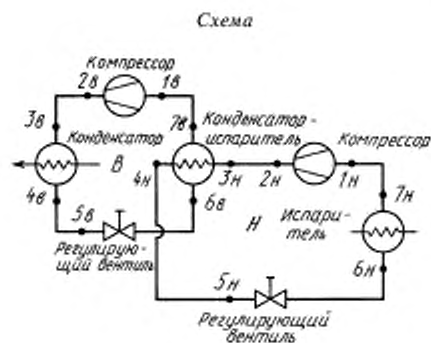 Схема
Компрессор
2в
1в
3в
7в
Конденсатор-
испаритель
Компрессор
Конденсатор
В
4н
3н
2н
1н
7н
4в
6в
Испари-
тель
5в
Н
Регулирую-
щий вентиль
6н
5н
Регулирующий
вентиль